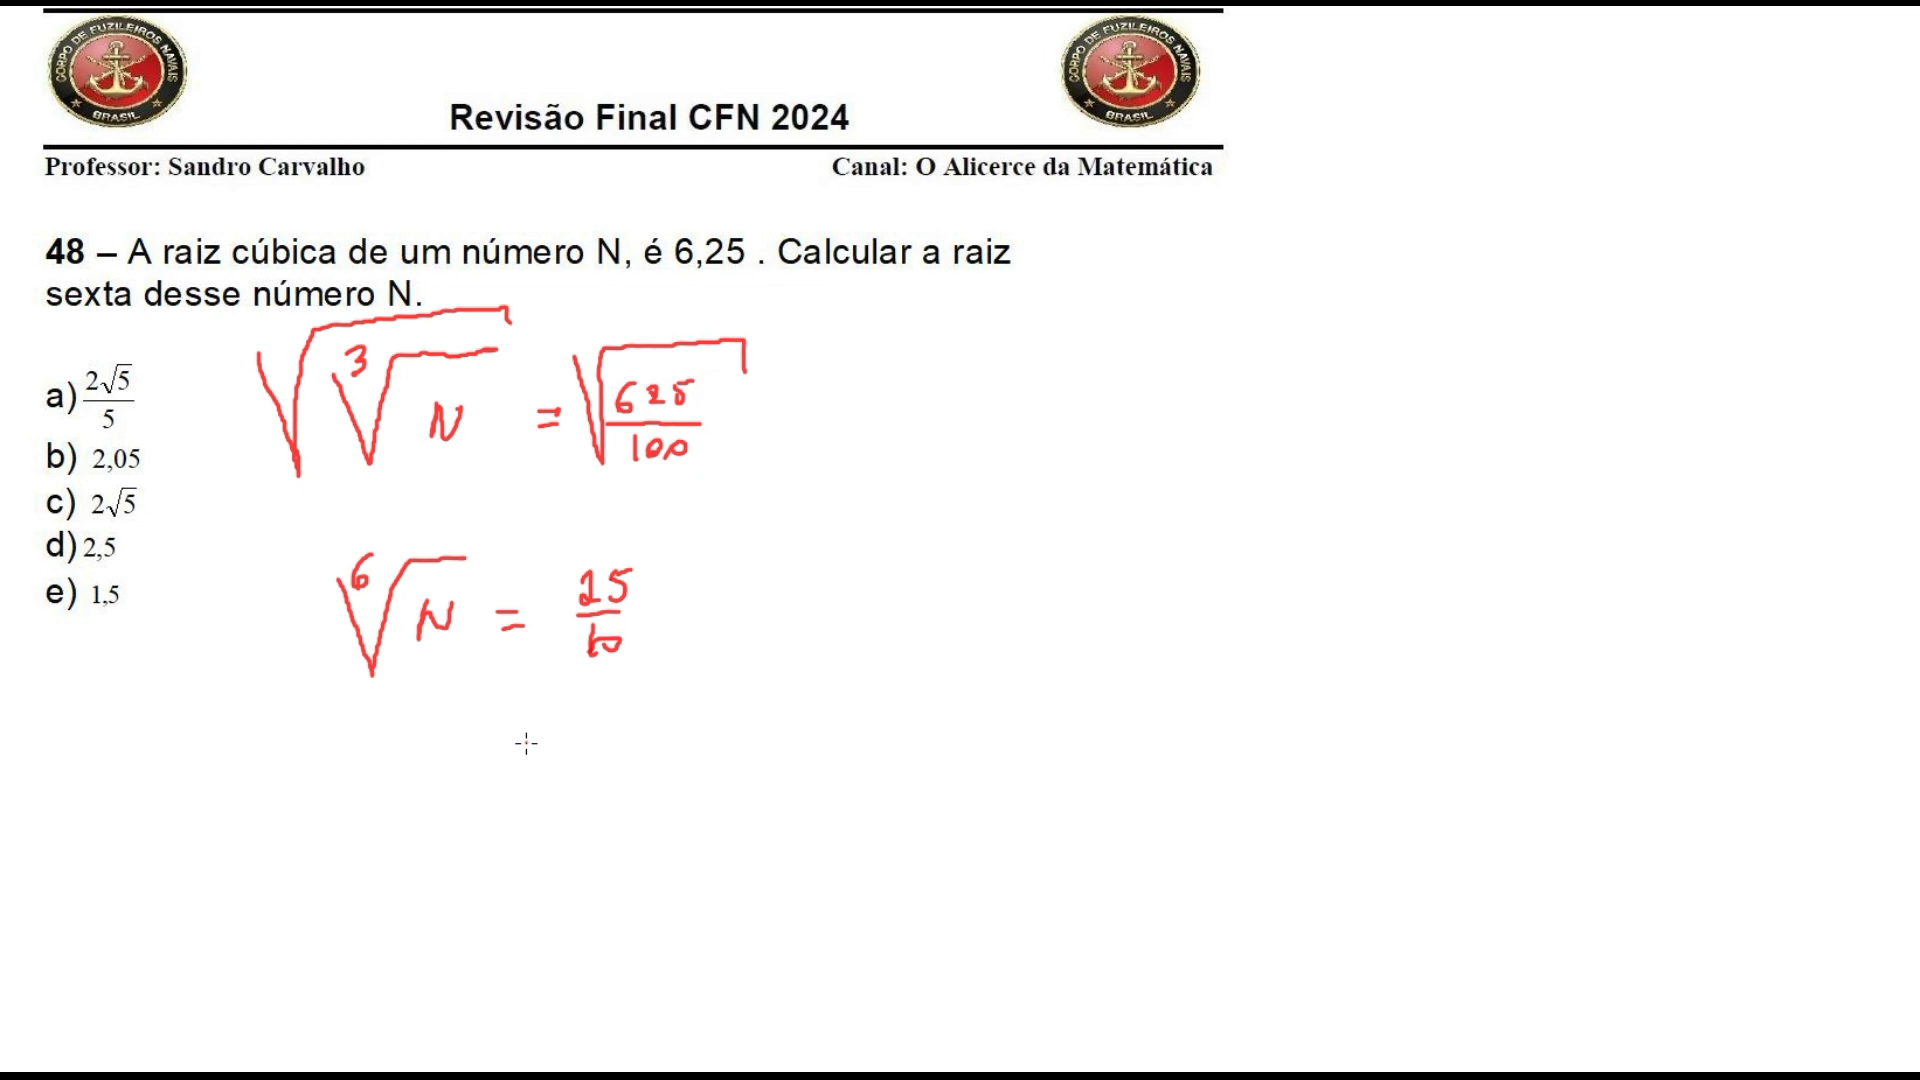 CORPO DE FUZILEIROS NAVAIS
BRASIL
CORPO DE FUZILEIROS NAVAIS
BRASIL
Revisão Final CFN 2024
Professor: Sandro Carvalho
Canal: O Alicerce da Matemática
48 – A raiz cúbica de um número N, é 6,25 . Calcular a raiz
sexta desse número N.
a) 2√5/5
b) 2,05
c) 2√5
d) 2,5
e) 1,5
√(³√N) = √(625/100)
⁶√N = 25/10